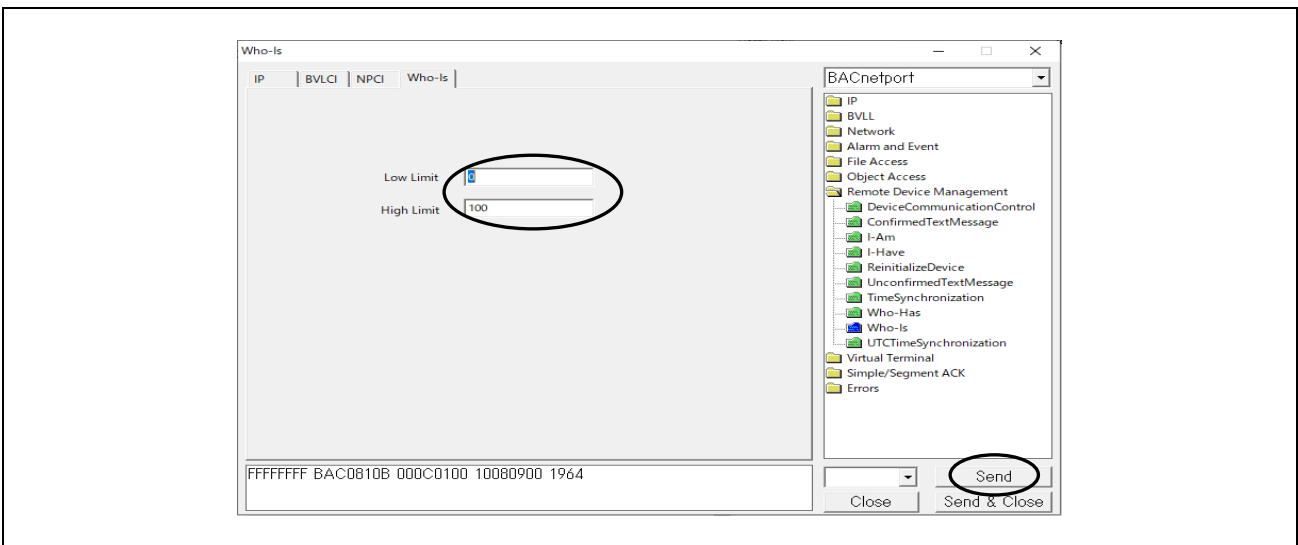 Who-Is
IP BVLCI NPCI Who-Is
Low Limit 0
High Limit 100
FFFFFFFF BAC0810B 000C0100 10080900 1964
BACnetport
IP
BVLL
Network
Alarm and Event
File Access
Object Access
Remote Device Management
DeviceCommunicationControl
ConfirmedTextMessage
I-Am
I-Have
ReinitializeDevice
UnconfirmedTextMessage
TimeSynchronization
Who-Has
Who-Is
UTCTimeSynchronization
Virtual Terminal
Simple/Segment ACK
Errors
Send
Close Send & Close